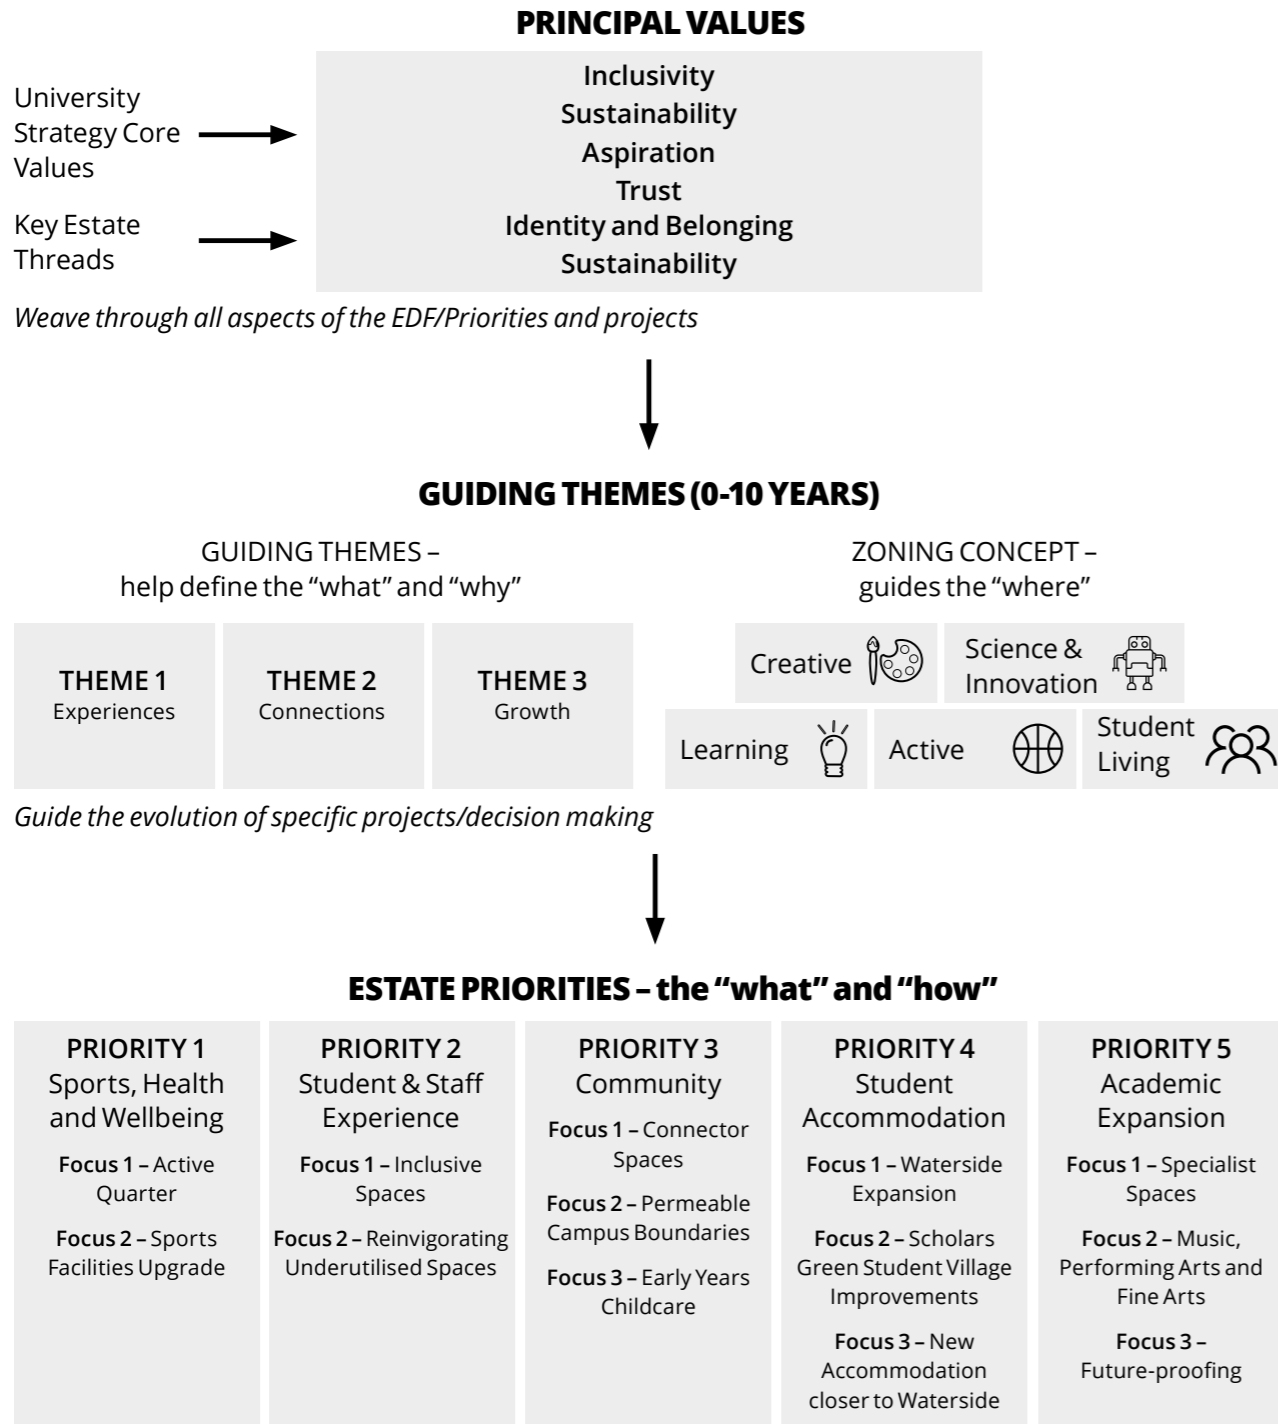 PRINCIPAL VALUES
University
Strategy Core
Values
Key Estate
Threads
Inclusivity
Sustainability
Aspiration
Trust
Identity and Belonging
Sustainability
Weave through all aspects of the EDF/Priorities and projects
GUIDING THEMES (0-10 YEARS)
GUIDING THEMES –
help define the “what” and “why”
THEME 1
Experiences
THEME 2
Connections
THEME 3
Growth
ZONING CONCEPT –
guides the “where”
Creative
Science &
Innovation
Learning
Active
Student
Living
Guide the evolution of specific projects/decision making
ESTATE PRIORITIES – the “what” and “how”
PRIORITY 1
Sports, Health
and Wellbeing
Focus 1 – Active
Quarter
Focus 2 – Sports
Facilities Upgrade
PRIORITY 2
Student & Staff
Experience
Focus 1 – Inclusive
Spaces
Focus 2 – Reinvigorating
Underutilised Spaces
PRIORITY 3
Community
Focus 1 – Connector
Spaces
Focus 2 – Permeable
Campus Boundaries
Focus 3 – Early Years
Childcare
PRIORITY 4
Student
Accommodation
Focus 1 – Waterside
Expansion
Focus 2 – Scholars
Green Student Village
Improvements
Focus 3 – New
Accommodation
closer to Waterside
PRIORITY 5
Academic
Expansion
Focus 1 – Specialist
Spaces
Focus 2 – Music,
Performing Arts and
Fine Arts
Focus 3 –
Future-proofing